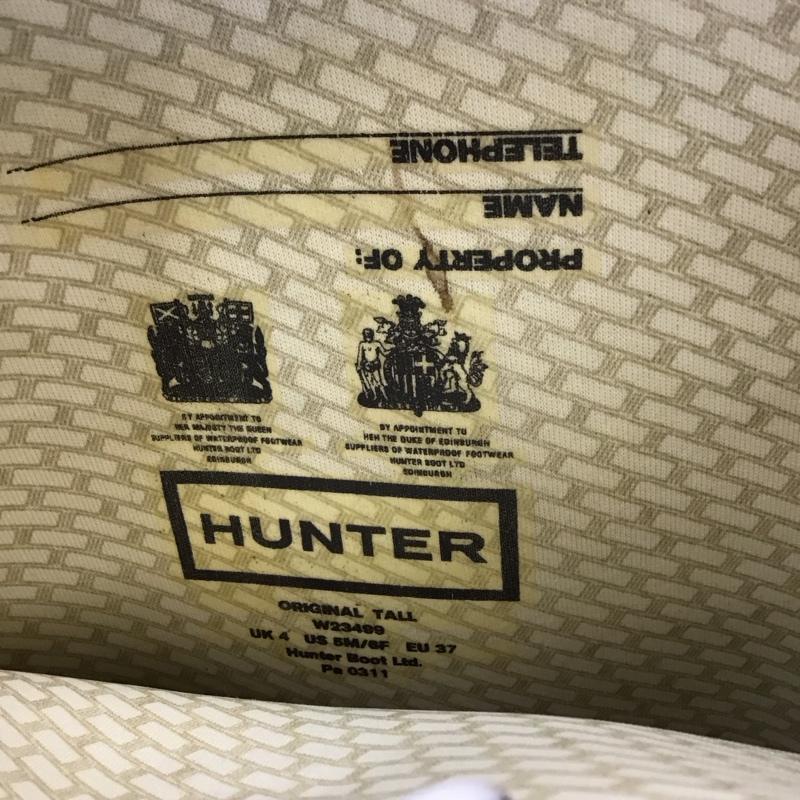 TELEPHONE
NAME
PROPERTY OF:
BY APPOINTMENT TO
HER MAJESTY THE QUEEN
SUPPLIERS OF WATERPROOF FOOTWEAR
HUNTER BOOT LTD
EDINBURGH
BY APPOINTMENT TO
HRH THE DUKE OF EDINBURGH
SUPPLIERS OF WATERPROOF FOOTWEAR
HUNTER BOOT LTD
EDINBURGH
HUNTER
ORIGINAL TALL
W23499
UK 4 US 5M/6F EU 37
Hunter Boot Ltd.
Pa 0311